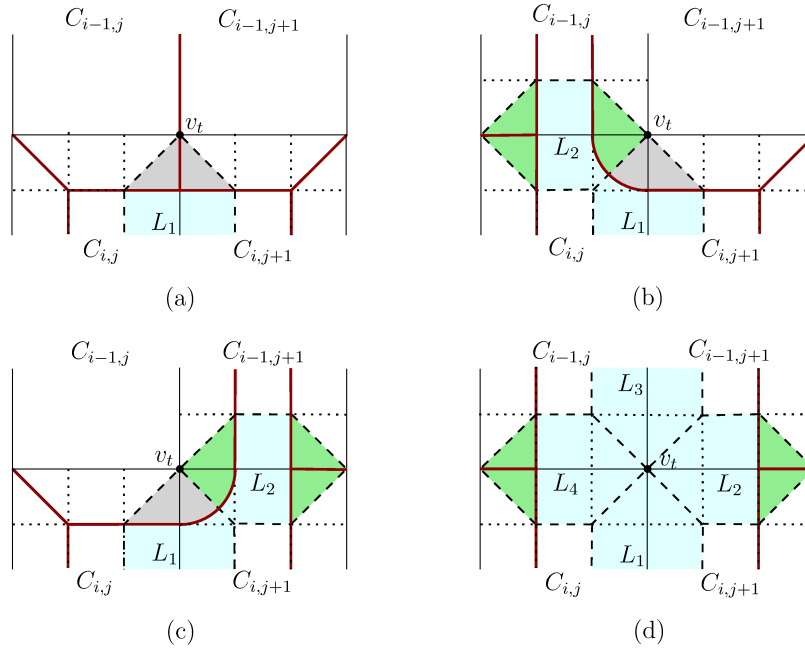 C_{i-1,j} C_{i-1,j+1}
v_t
L_1
C_{i,j} C_{i,j+1}
(a)
C_{i-1,j} C_{i-1,j+1}
v_t
L_2
L_1
C_{i,j} C_{i,j+1}
(b)
C_{i-1,j} C_{i-1,j+1}
v_t
L_2
L_1
C_{i,j} C_{i,j+1}
(c)
C_{i-1,j} C_{i-1,j+1}
L_3
v_t
L_4 L_2
L_1
C_{i,j} C_{i,j+1}
(d)